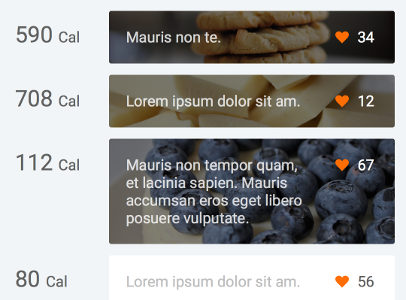 590 Cal
Mauris non te.
34
708 Cal
Lorem ipsum dolor sit am.
12
112 Cal
Mauris non tempor quam,
et lacinia sapien. Mauris
accumsan eros eget libero
posuere vulputate.
67
80 Cal
Lorem ipsum dolor sit am.
56